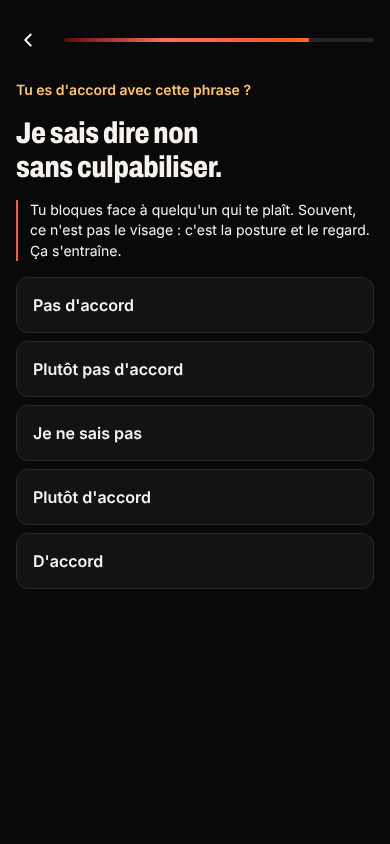 Tu es d'accord avec cette phrase ?
Je sais dire non
sans culpabiliser.
Tu bloques face à quelqu'un qui te plaît. Souvent,
ce n'est pas le visage : c'est la posture et le regard.
Ça s'entraîne.
Pas d'accord
Plutôt pas d'accord
Je ne sais pas
Plutôt d'accord
D'accord